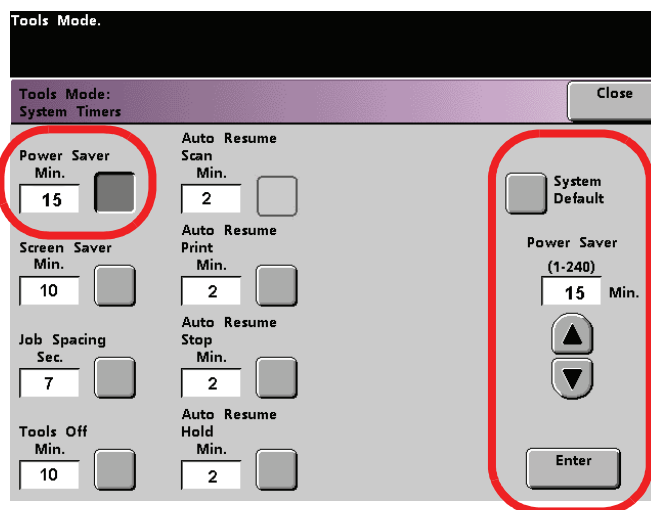 Tools Mode.
Tools Mode:
System Timers
Close
Power Saver
Min.
15
Screen Saver
Min.
10
Job Spacing
Sec.
7
Tools Off
Min.
10
Auto Resume
Scan
Min.
2
Auto Resume
Print
Min.
2
Auto Resume
Stop
Min.
2
Auto Resume
Hold
Min.
2
System
Default
Power Saver
(1-240)
15 Min.
Enter